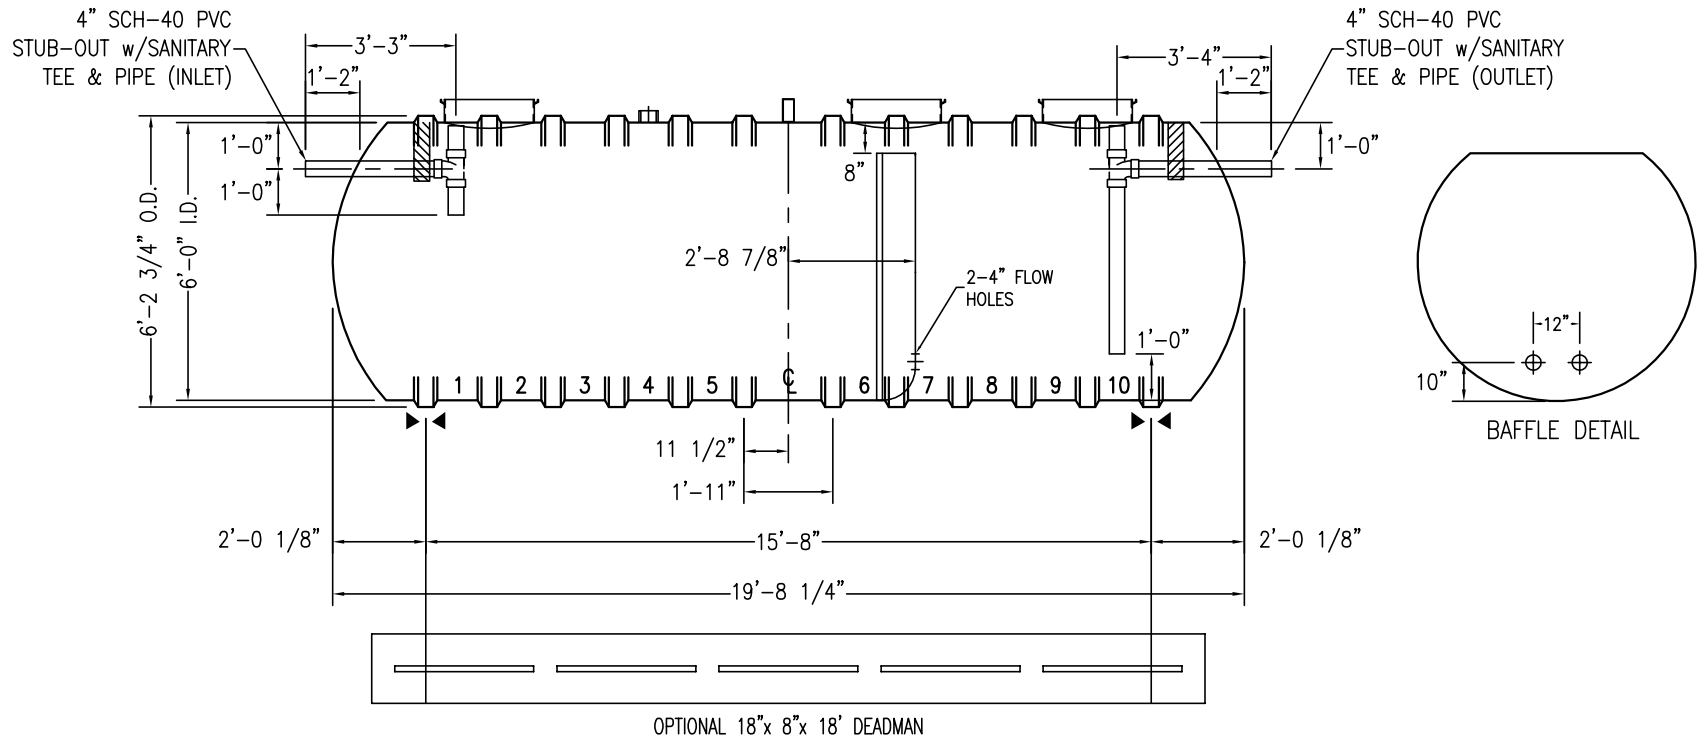 4” SCH-40 PVC
STUB-OUT w/SANITARY
TEE & PIPE (INLET)
3’-3”
1’-2”
4” SCH-40 PVC
STUB-OUT w/SANITARY
TEE & PIPE (OUTLET)
3’-4”
1’-2”
1’-0”
1’-0”
1’-0”
6’-2 3/4” O.D.
6’-0” I.D.
8”
2’-8 7/8”
2-4” FLOW
HOLES
1’-0”
1 2 3 4 5 ℄ 6 7 8 9 10
12”
10”
BAFFLE DETAIL
11 1/2”
1’-11”
2’-0 1/8”
15’-8”
2’-0 1/8”
19’-8 1/4”
OPTIONAL 18”x 8”x 18’ DEADMAN